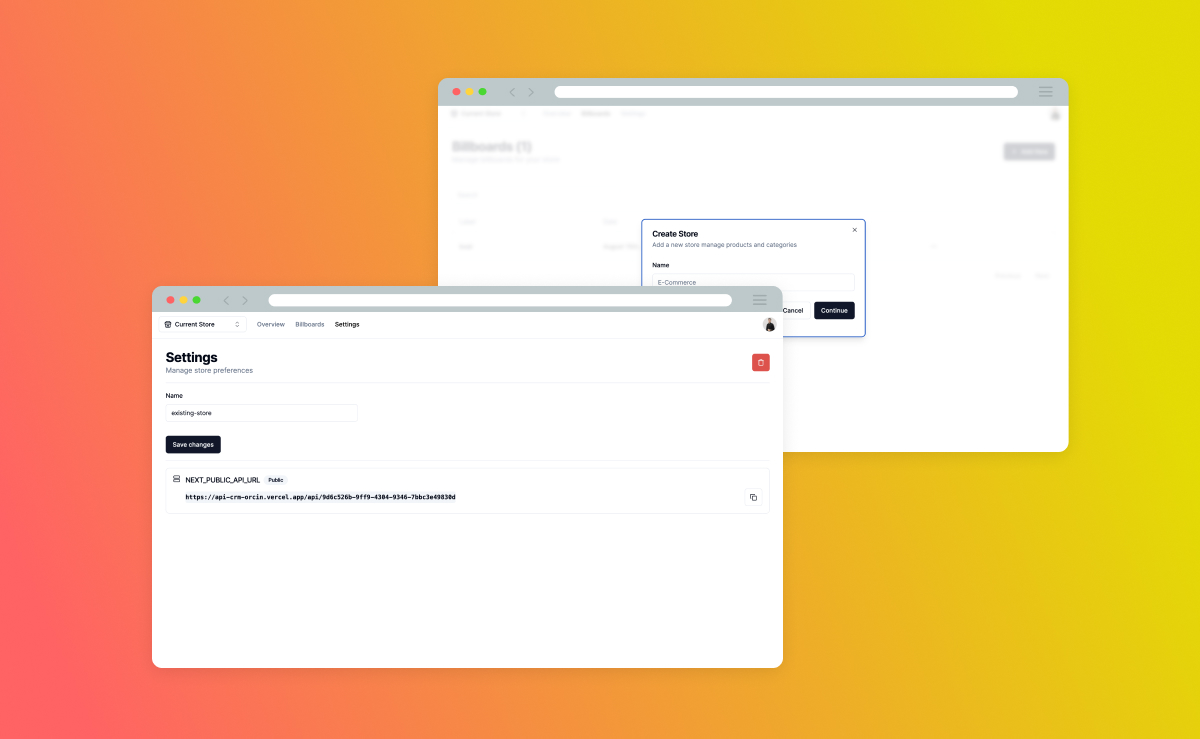 Billboards (1)
Create Store
Add a new store manage products and categories
Name
E-Commerce
Cancel Continue
Current Store Overview Billboards Settings
Settings
Manage store preferences
Name
existing-store
Save changes
NEXT_PUBLIC_API_URL Public
https://api-crm-orcin.vercel.app/api/9d6c526b-9ff9-4304-9346-7bbc3e49830d